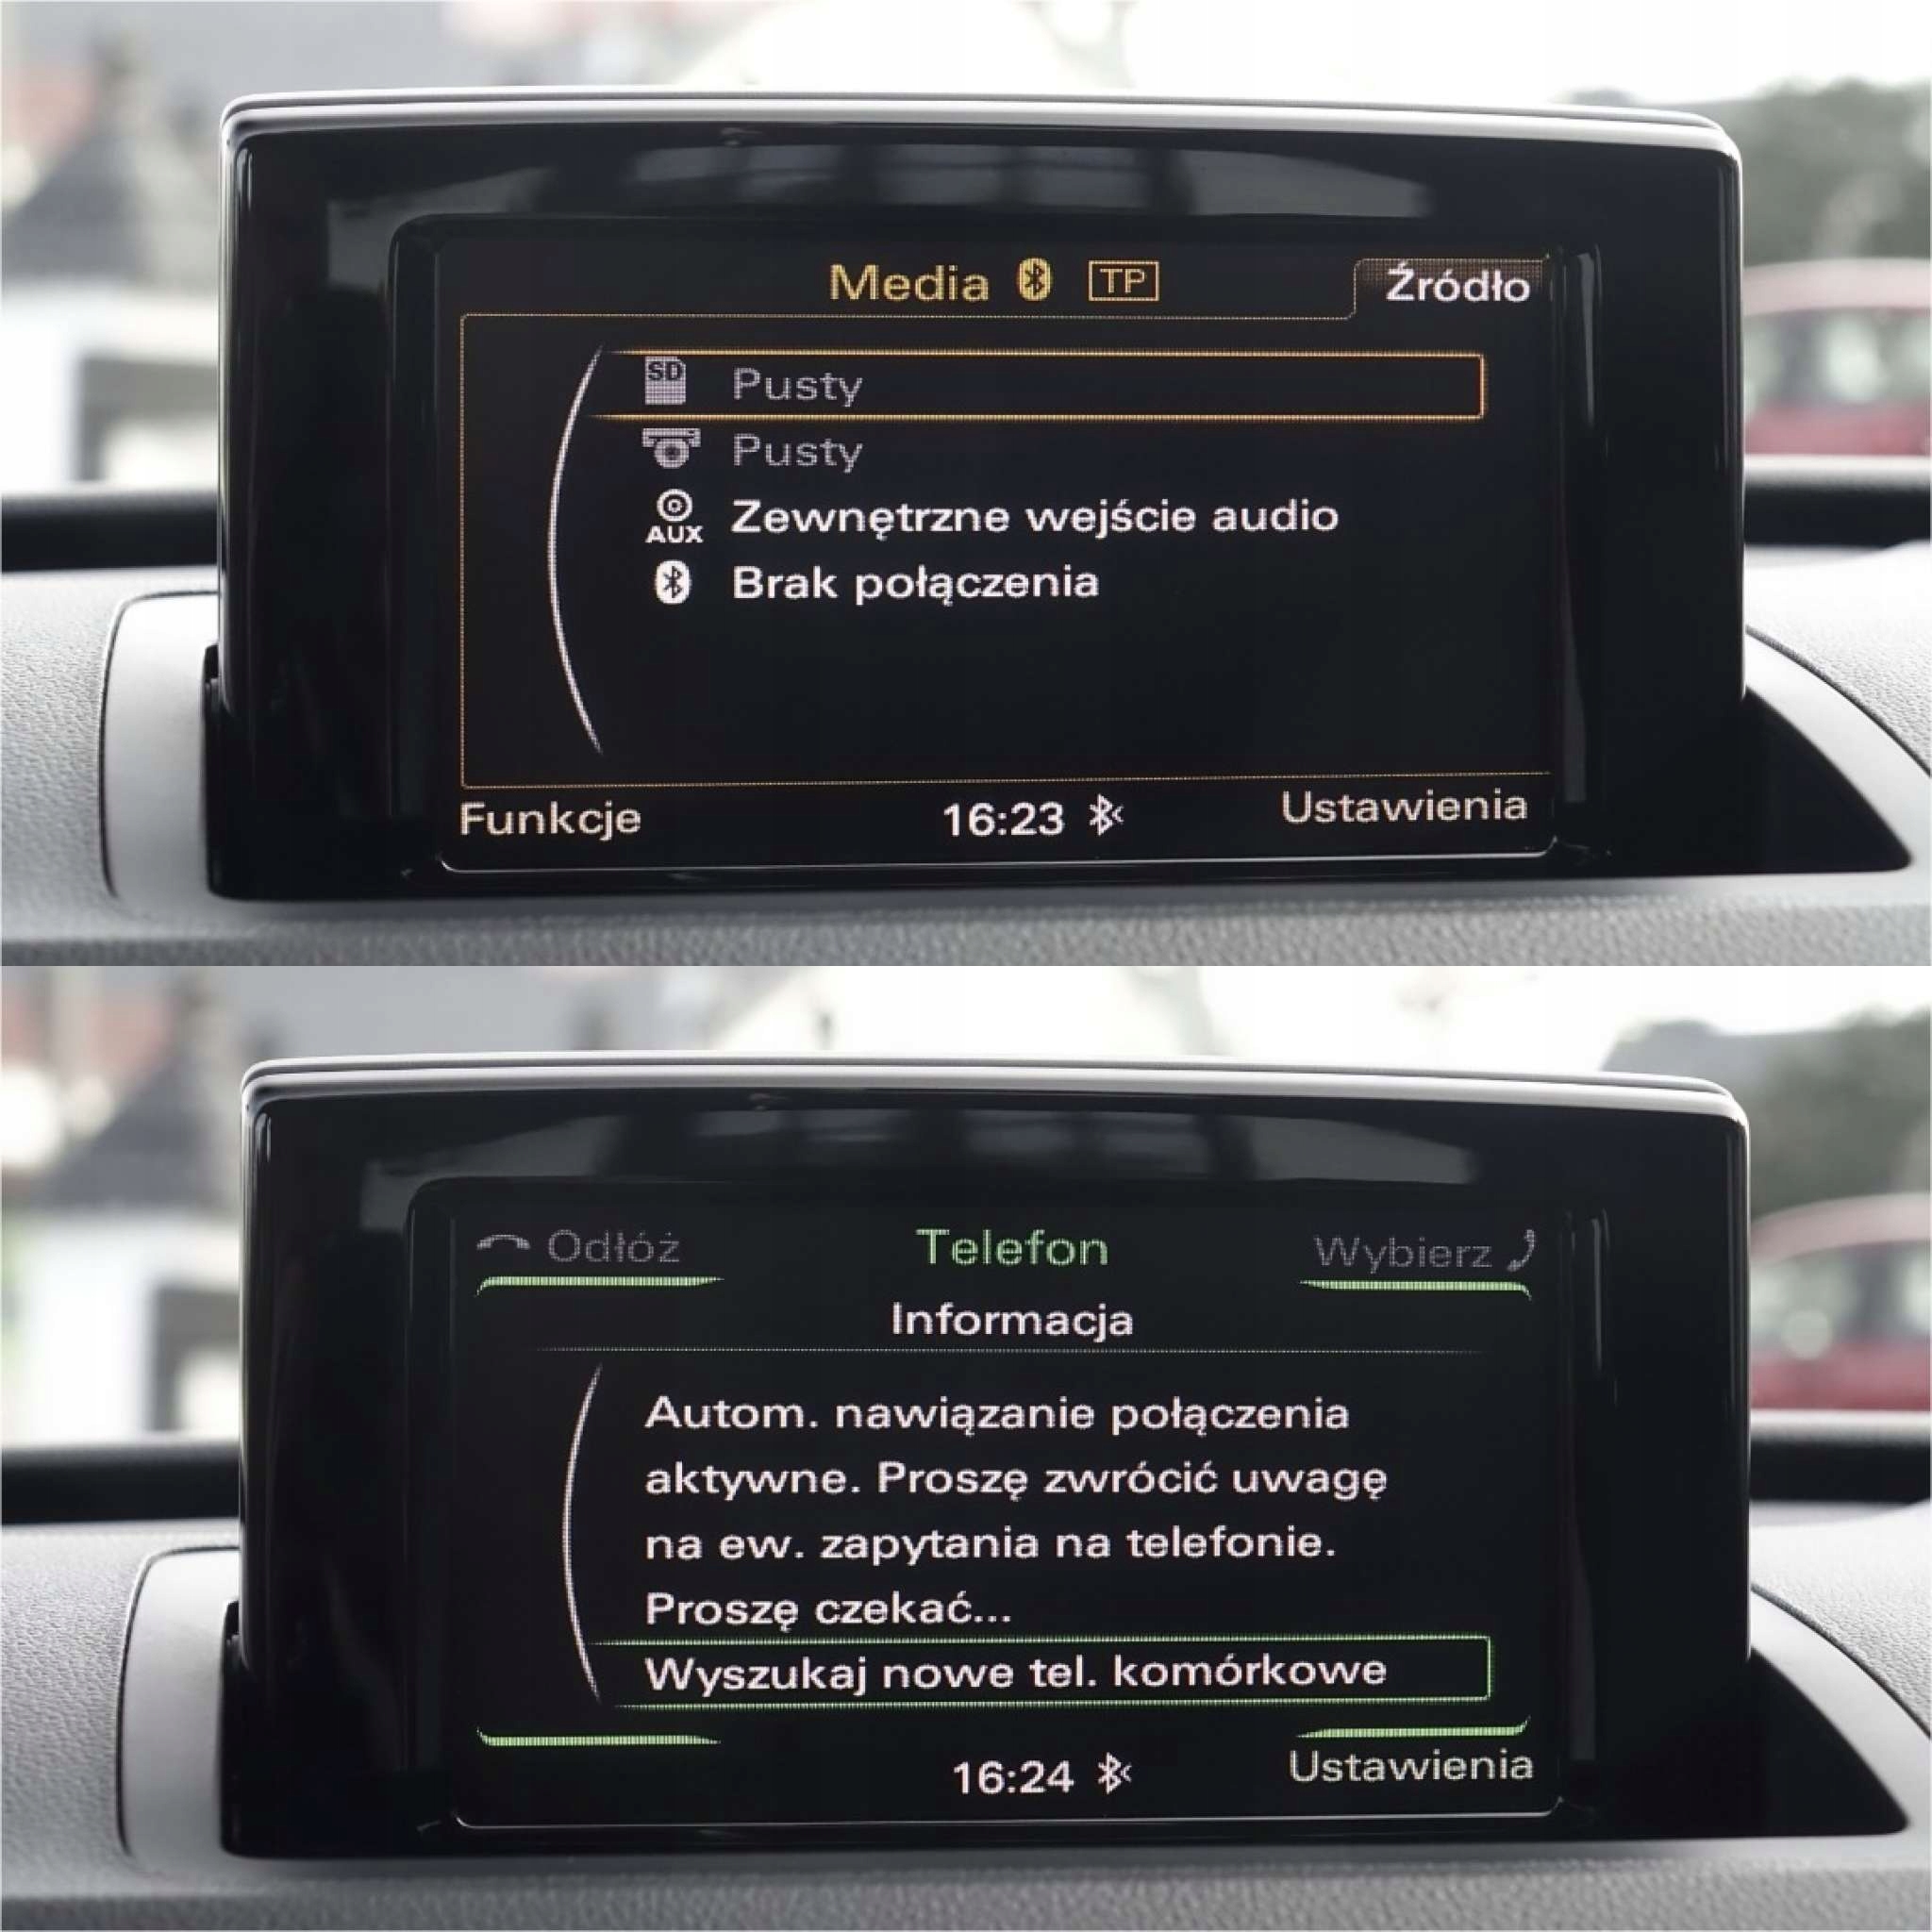 Media TP Źródło
SD Pusty
Pusty
AUX Zewnętrzne wejście audio
Brak połączenia
Funkcje 16:23 Ustawienia
Odłóż Telefon Wybierz
Informacja
Autom. nawiązanie połączenia
aktywne. Proszę zwrócić uwagę
na ew. zapytania na telefonie.
Proszę czekać...
Wyszukaj nowe tel. komórkowe
16:24 Ustawienia